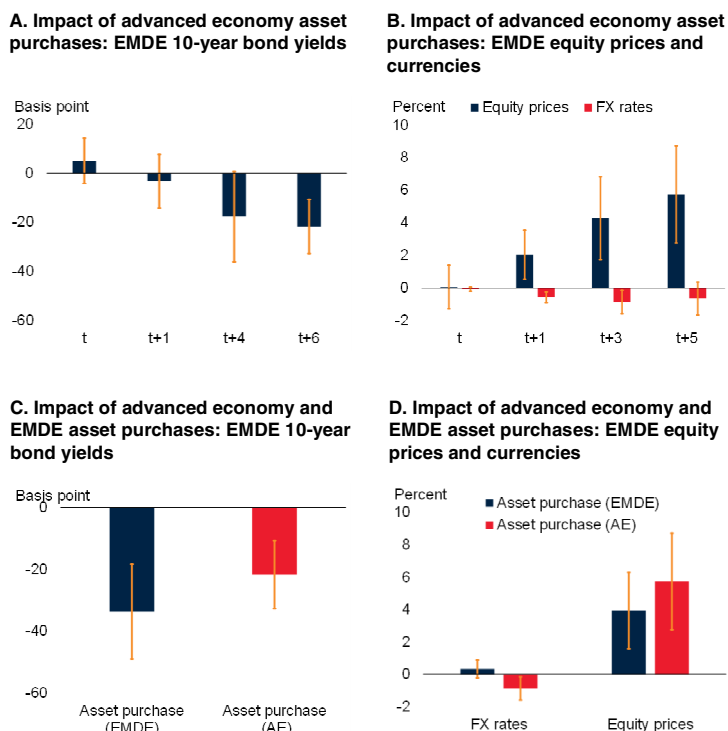 A. Impact of advanced economy asset
purchases: EMDE 10-year bond yields
Basis point
20
0
-20
-40
-60
t
t+1
t+4
t+6
B. Impact of advanced economy asset
purchases: EMDE equity prices and
currencies
Percent
Equity prices
FX rates
10
8
6
4
2
0
-2
t
t+1
t+3
t+5
C. Impact of advanced economy and
EMDE asset purchases: EMDE 10-year
bond yields
Basis point
0
-20
-40
-60
Asset purchase
(EMDE)
Asset purchase
(AE)
D. Impact of advanced economy and
EMDE asset purchases: EMDE equity
prices and currencies
Percent
Asset purchase (EMDE)
Asset purchase (AE)
10
8
6
4
2
0
-2
FX rates
Equity prices